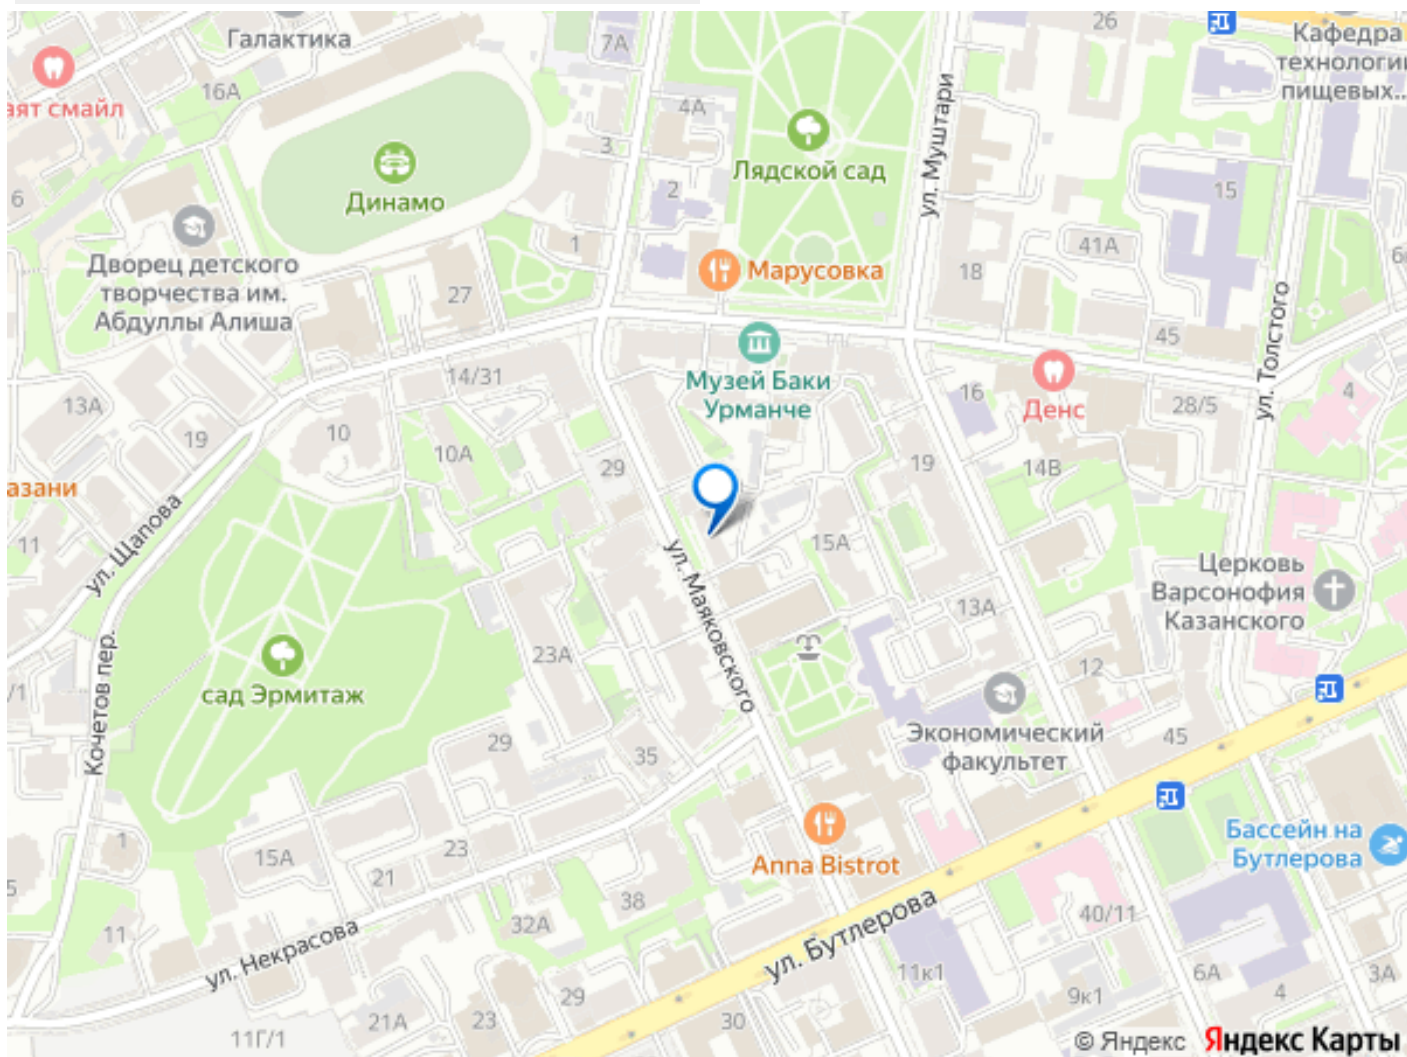 Галактика
7А
26
Кафедра
технологии
пищевых...
аят смайл
16А
4А
3
Лядской сад
ул. Муштари
Динамо
6
2
15
Дворец детского
творчества им.
Абдуллы Алиша
1
27
Марусовка
18
41А
ул. Толстого
45
Музей Баки
Урманче
14/31
13А
19
10
10А
29
16
Денс
28/5
4
азани
19
14В
11
ул. Щапова
ул. Маяковского
15А
Церковь
Варсонофия
Казанского
13А
Кочетов пер.
23А
сад Эрмитаж
/1
12
29
35
Экономический
факультет
45
1
15А
23
21
Anna Bistrot
Бассейн на
Бутлерова
5
38
32А
11
ул. Некрасова
ул. Бутлерова
40/11
11к1
6А
3А
29
9к1
4
11Г/1
21А
23
30
© Яндекс Яндекс Карты